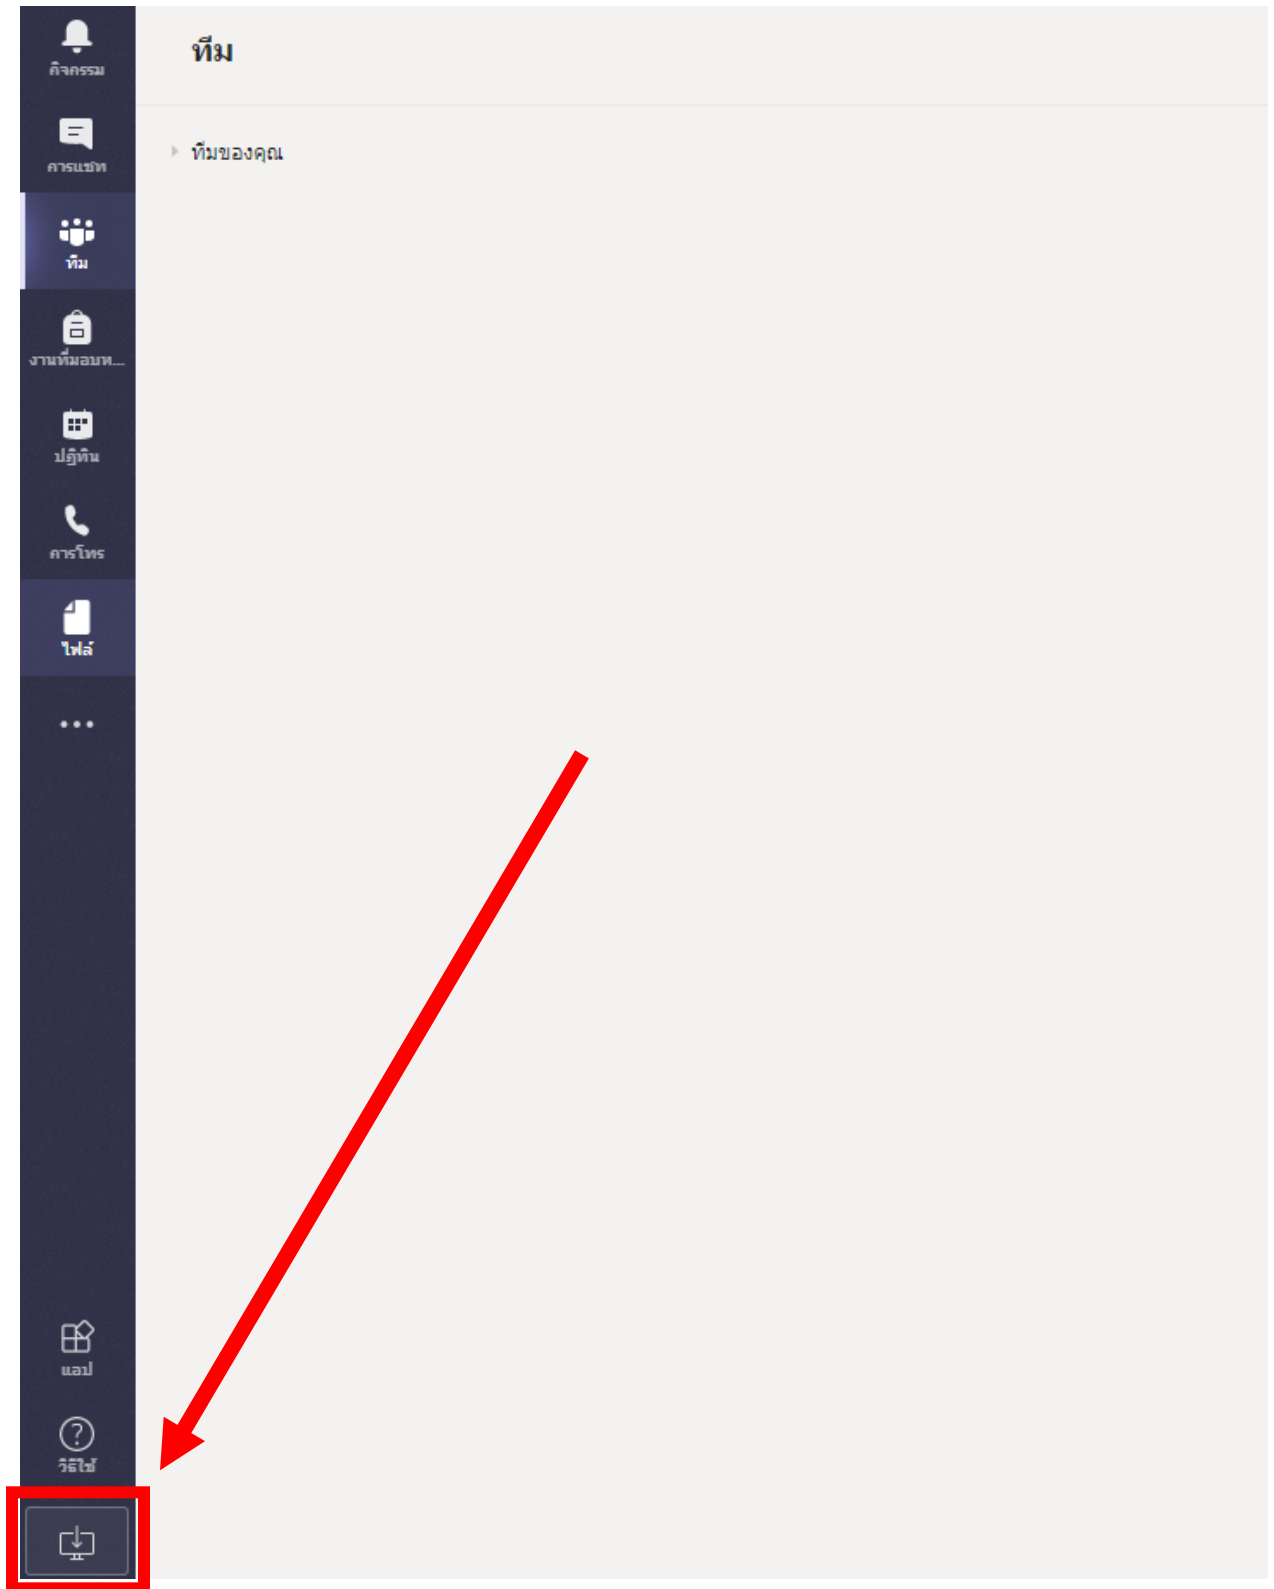 กิจกรรม
ทีม
การแชท
ทีมของคุณ
ทีม
งานที่มอบห...
ปฏิทิน
การโทร
ไฟล์
แอป
วิธีใช้